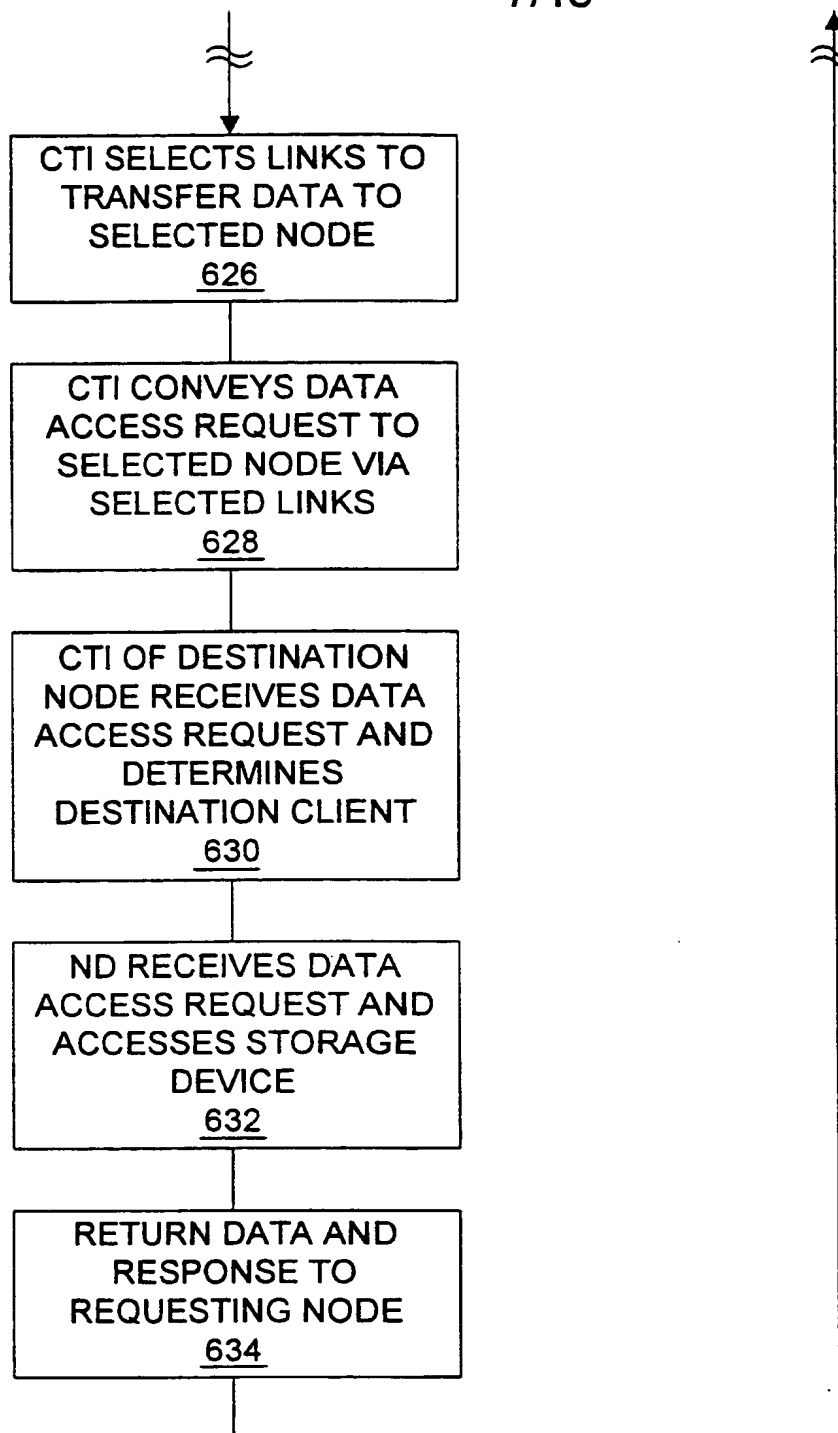 CTI SELECTS LINKS TO
TRANSFER DATA TO
SELECTED NODE
626
CTI CONVEYS DATA
ACCESS REQUEST TO
SELECTED NODE VIA
SELECTED LINKS
628
CTI OF DESTINATION
NODE RECEIVES DATA
ACCESS REQUEST AND
DETERMINES
DESTINATION CLIENT
630
ND RECEIVES DATA
ACCESS REQUEST AND
ACCESSES STORAGE
DEVICE
632
RETURN DATA AND
RESPONSE TO
REQUESTING NODE
634